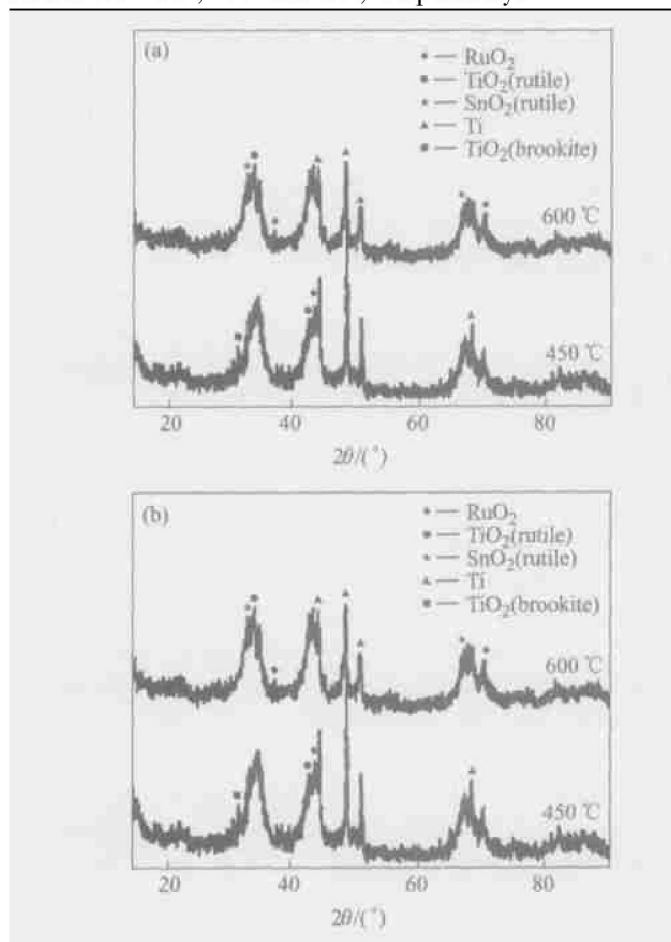 (a)
• — RuO₂
■ — TiO₂(rutile)
★ — SnO₂(rutile)
▲ — Ti
■ — TiO₂(brookite)
600 ℃
450 ℃
20 40 60 80
2θ/(°)
(b)
• — RuO₂
● — TiO₂(rutile)
▲ — Ti
■ — TiO₂(brookite)
SnO₂(rutile)
600 ℃
450 ℃
20 40 60 80
2θ/(°)